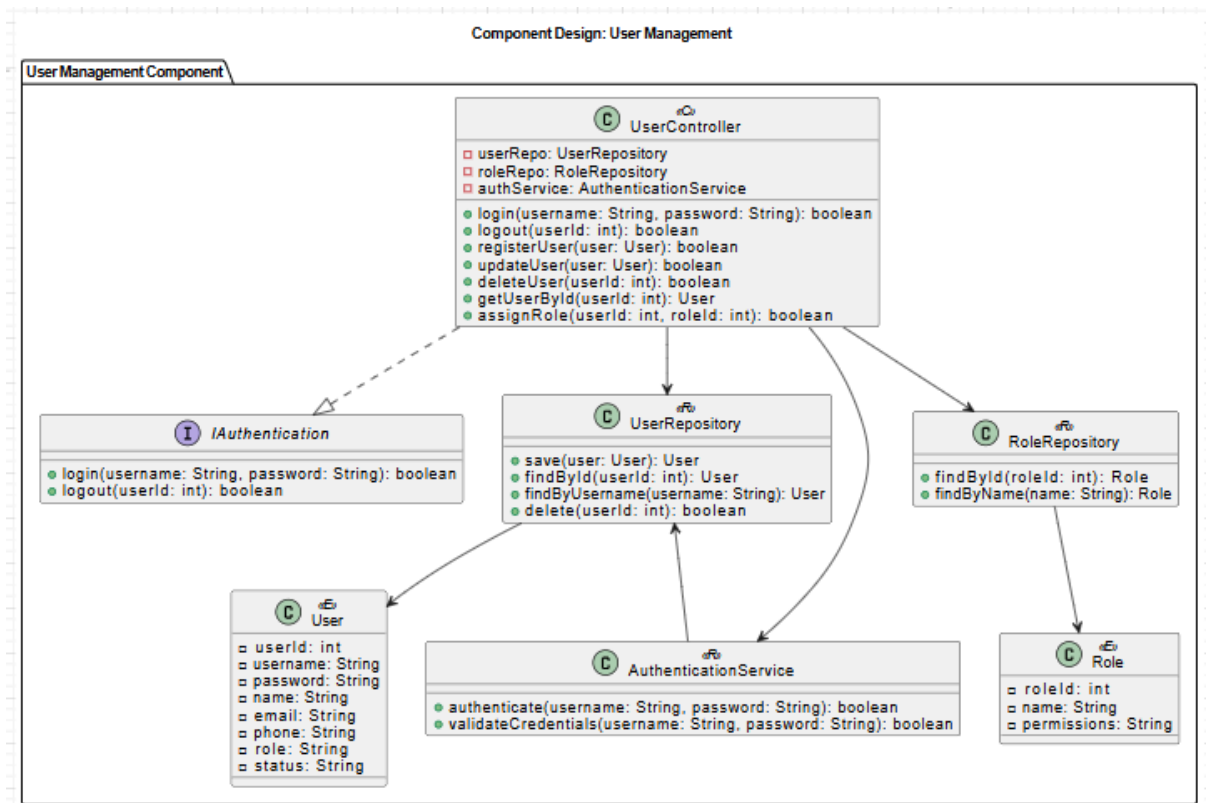 Component Design: User Management
User Management Component
C
«C»
UserController
userRepo: UserRepository
roleRepo: RoleRepository
authService: AuthenticationService
login(username: String, password: String): boolean
logout(userId: int): boolean
registerUser(user: User): boolean
updateUser(user: User): boolean
deleteUser(userId: int): boolean
getUserById(userId: int): User
assignRole(userId: int, roleId: int): boolean
I
IAuthentication
login(username: String, password: String): boolean
logout(userId: int): boolean
C
«R»
UserRepository
save(user: User): User
findById(userId: int): User
findByUsername(username: String): User
delete(userId: int): boolean
C
«R»
RoleRepository
findById(roleId: int): Role
findByName(name: String): Role
C
«E»
User
userId: int
username: String
password: String
name: String
email: String
phone: String
role: String
status: String
C
«R»
AuthenticationService
authenticate(username: String, password: String): boolean
validateCredentials(username: String, password: String): boolean
C
«E»
Role
roleId: int
name: String
permissions: String